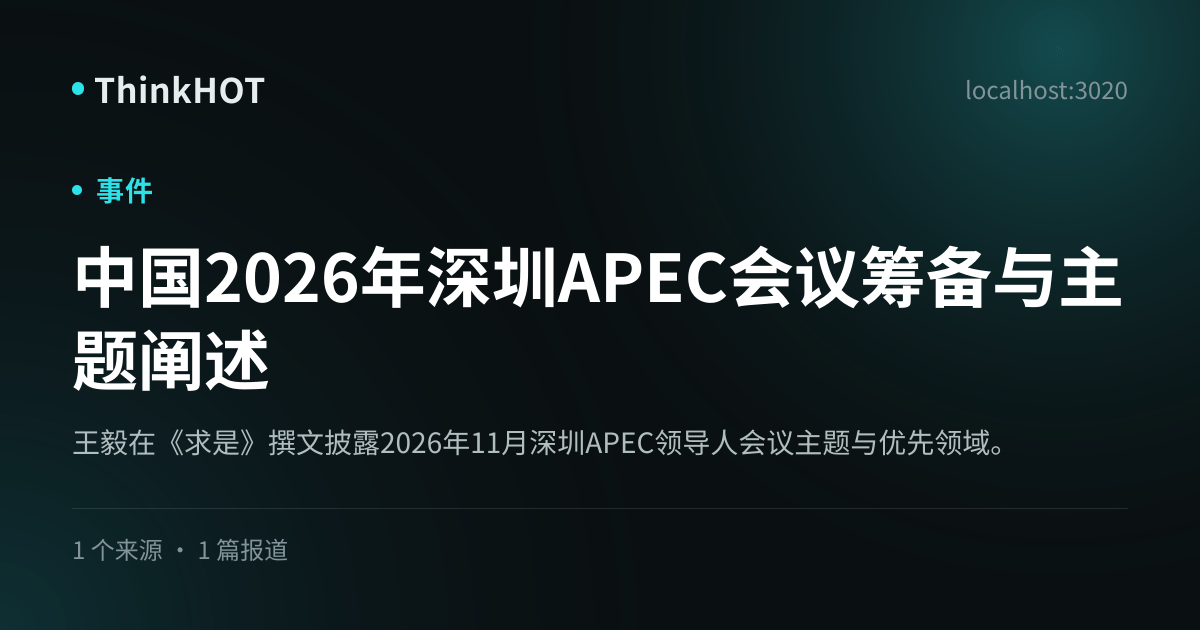 ThinkHOT
localhost:3020
事件
中国2026年深圳APEC会议筹备与主
题阐述
王毅在《求是》撰文披露2026年11月深圳APEC领导人会议主题与优先领域。
1 个来源 · 1 篇报道